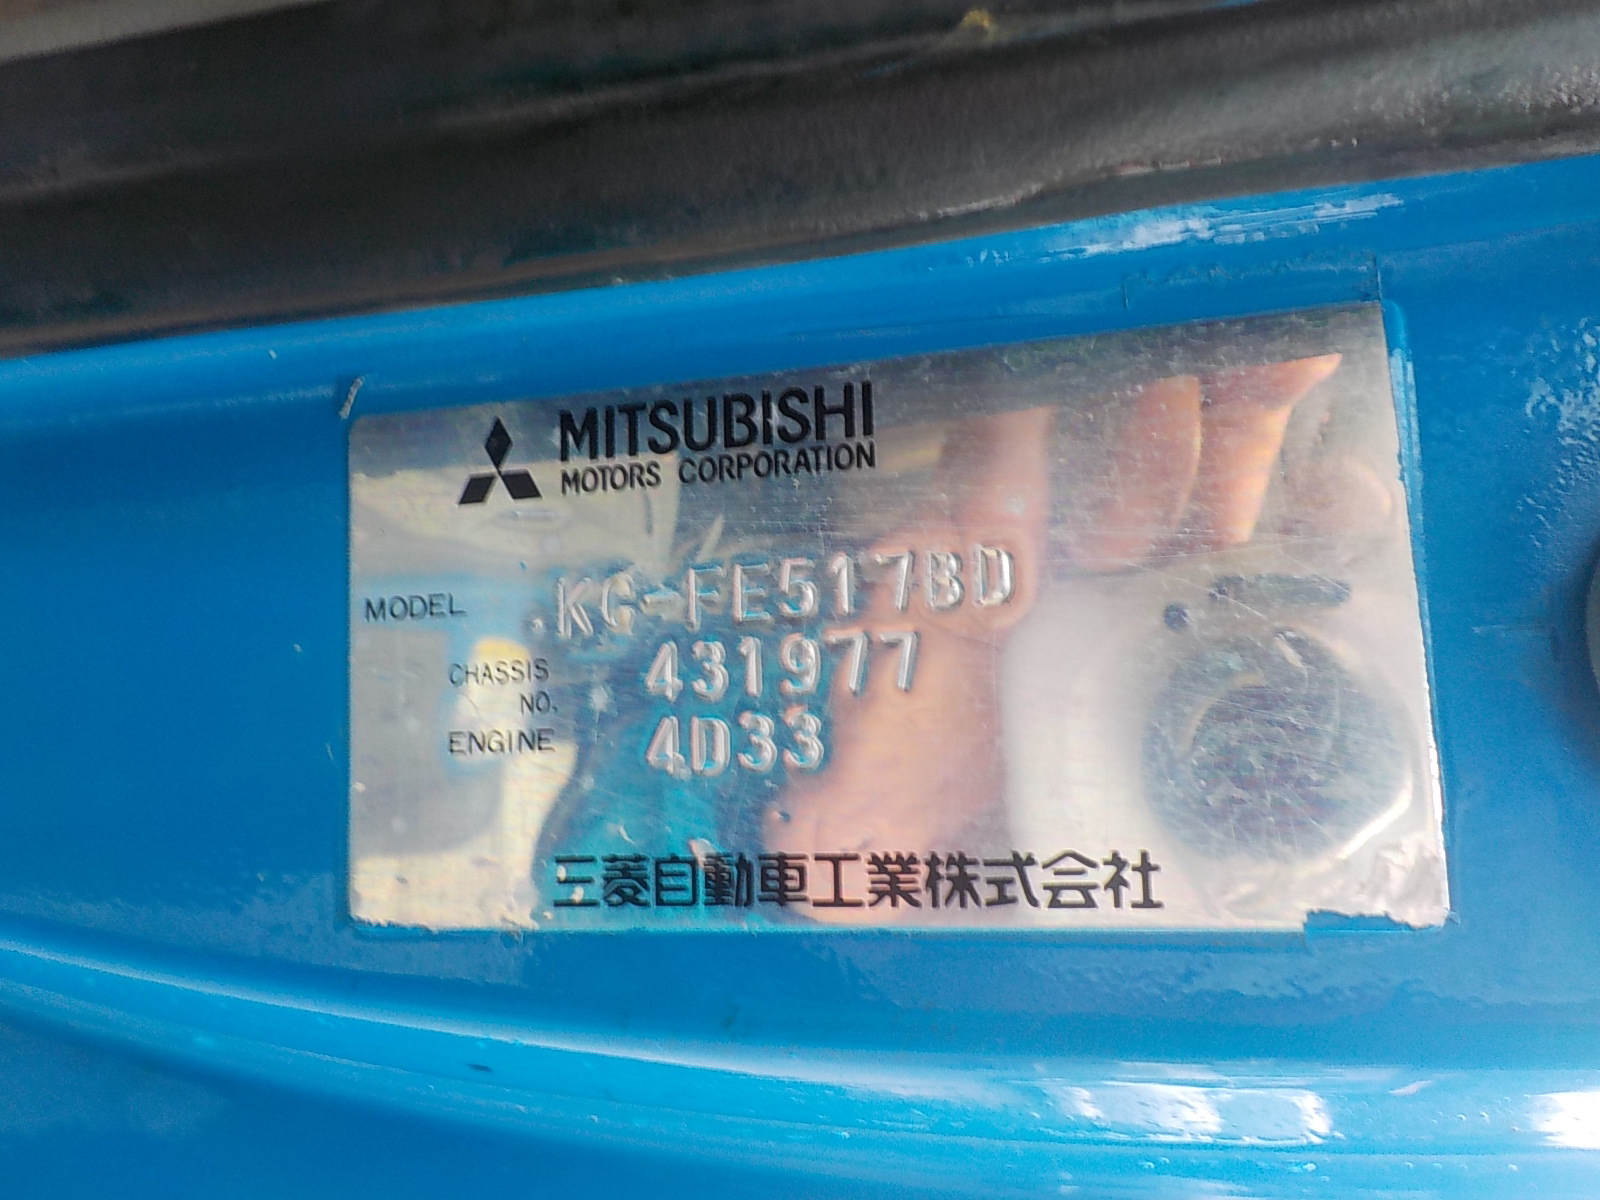 MITSUBISHI
MOTORS CORPORATION
MODEL KC-FE517BD
CHASSIS NO. 431977
ENGINE 4D33
三菱自動車工業株式会社